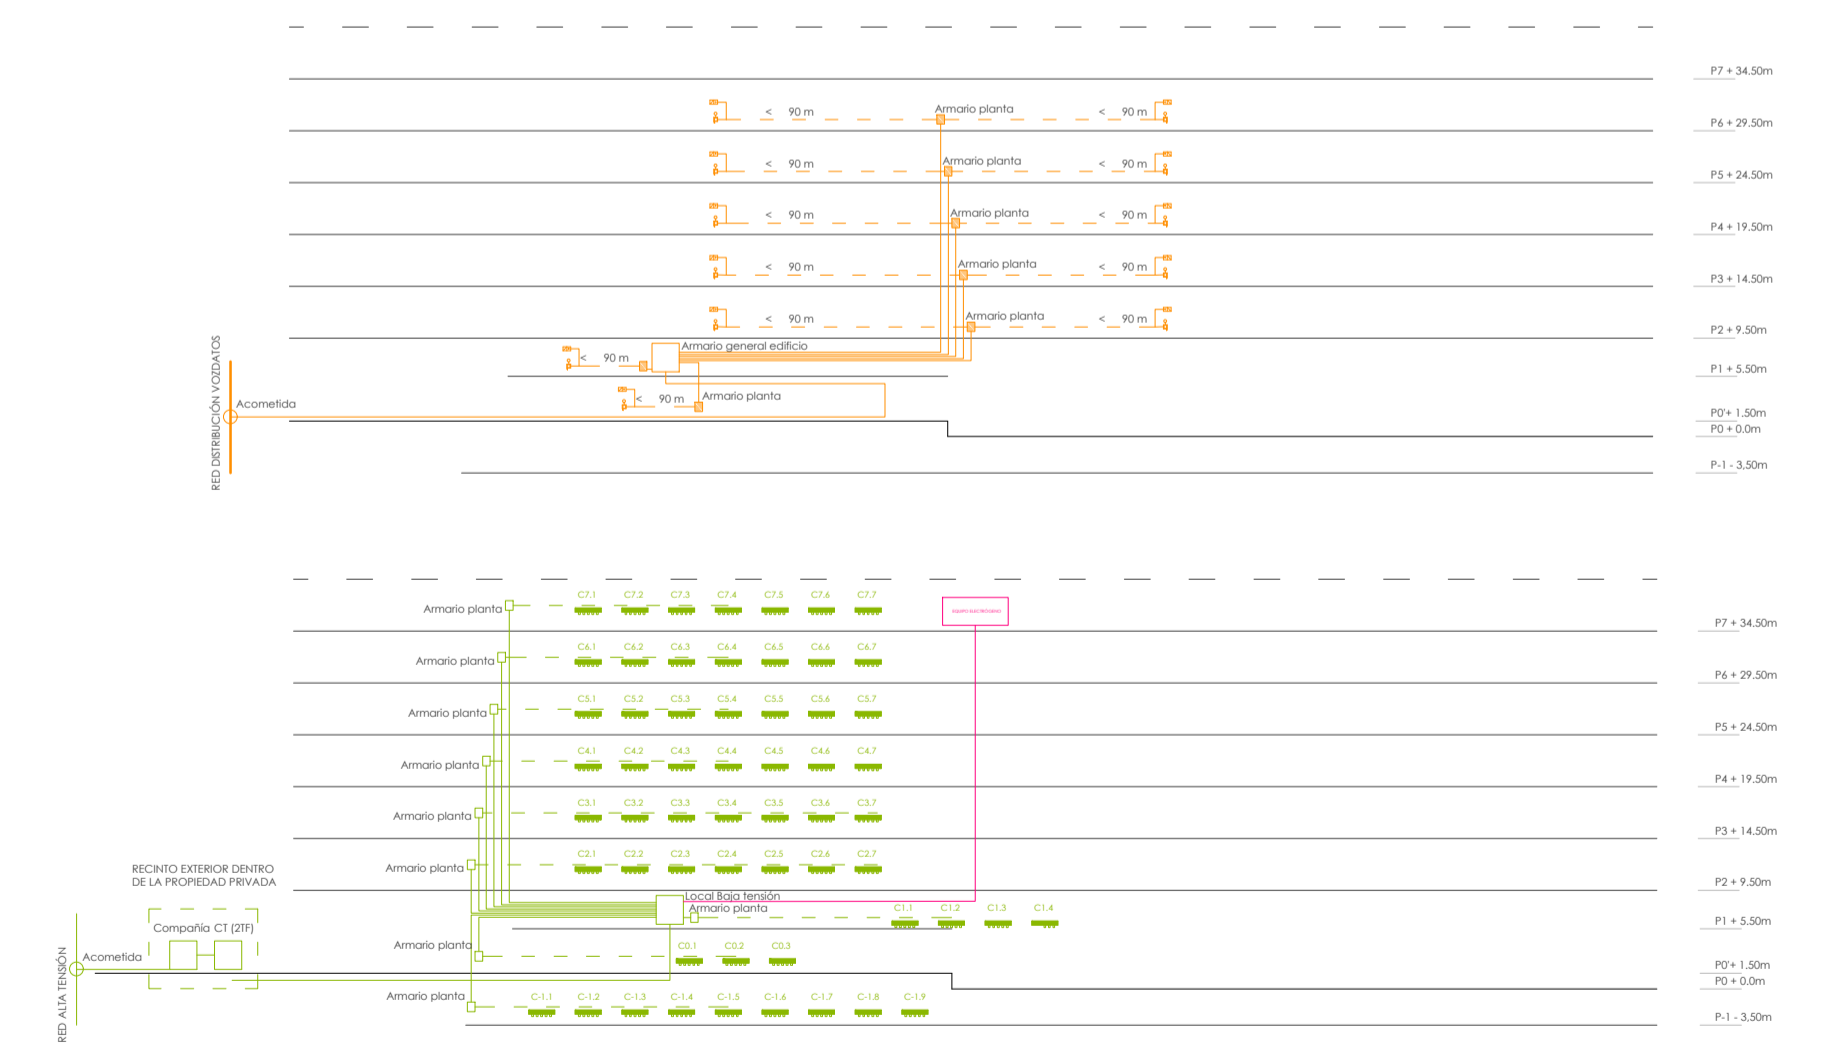 P7 + 34.50m
Armario planta
< 90 m
< 90 m
P6 + 29.50m
Armario planta
< 90 m
< 90 m
P5 + 24.50m
Armario planta
< 90 m
< 90 m
P4 + 19.50m
Armario planta
< 90 m
< 90 m
P3 + 14.50m
Armario planta
< 90 m
< 90 m
P2 + 9.50m
Armario general edificio
< 90 m
P1 + 5.50m
< 90 m
Armario planta
Acometida
P0'+ 1.50m
P0 + 0.0m
P-1 - 3,50m
RED DISTRIBUCIÓN VOZDATOS
Armario planta
C7.1 C7.2 C7.3 C7.4 C7.5 C7.6 C7.7
EQUIPO ELECTRÓGENO
P7 + 34.50m
Armario planta
C6.1 C6.2 C6.3 C6.4 C6.5 C6.6 C6.7
P6 + 29.50m
Armario planta
C5.1 C5.2 C5.3 C5.4 C5.5 C5.6 C5.7
P5 + 24.50m
Armario planta
C4.1 C4.2 C4.3 C4.4 C4.5 C4.6 C4.7
P4 + 19.50m
Armario planta
C3.1 C3.2 C3.3 C3.4 C3.5 C3.6 C3.7
P3 + 14.50m
Armario planta
C2.1 C2.2 C2.3 C2.4 C2.5 C2.6 C2.7
P2 + 9.50m
RECINTO EXTERIOR DENTRO
DE LA PROPIEDAD PRIVADA
Local Baja tensión
Armario planta
C1.1 C1.2 C1.3 C1.4
P1 + 5.50m
Compañía CT (2TF)
Armario planta
C0.1 C0.2 C0.3
Acometida
P0'+ 1.50m
P0 + 0.0m
Armario planta
C-1.1 C-1.2 C-1.3 C-1.4 C-1.5 C-1.6 C-1.7 C-1.8 C-1.9
P-1 - 3,50m
RED ALTA TENSIÓN